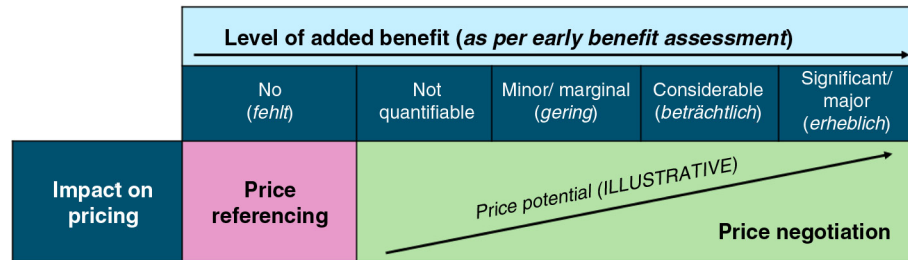 Level of added benefit (as per early benefit assessment)
No
(fehlt)
Not
quantifiable
Minor/ marginal
(gering)
Considerable
(beträchtlich)
Significant/
major
(erheblich)
Impact on
pricing
Price
referencing
Price potential (ILLUSTRATIVE)
Price negotiation